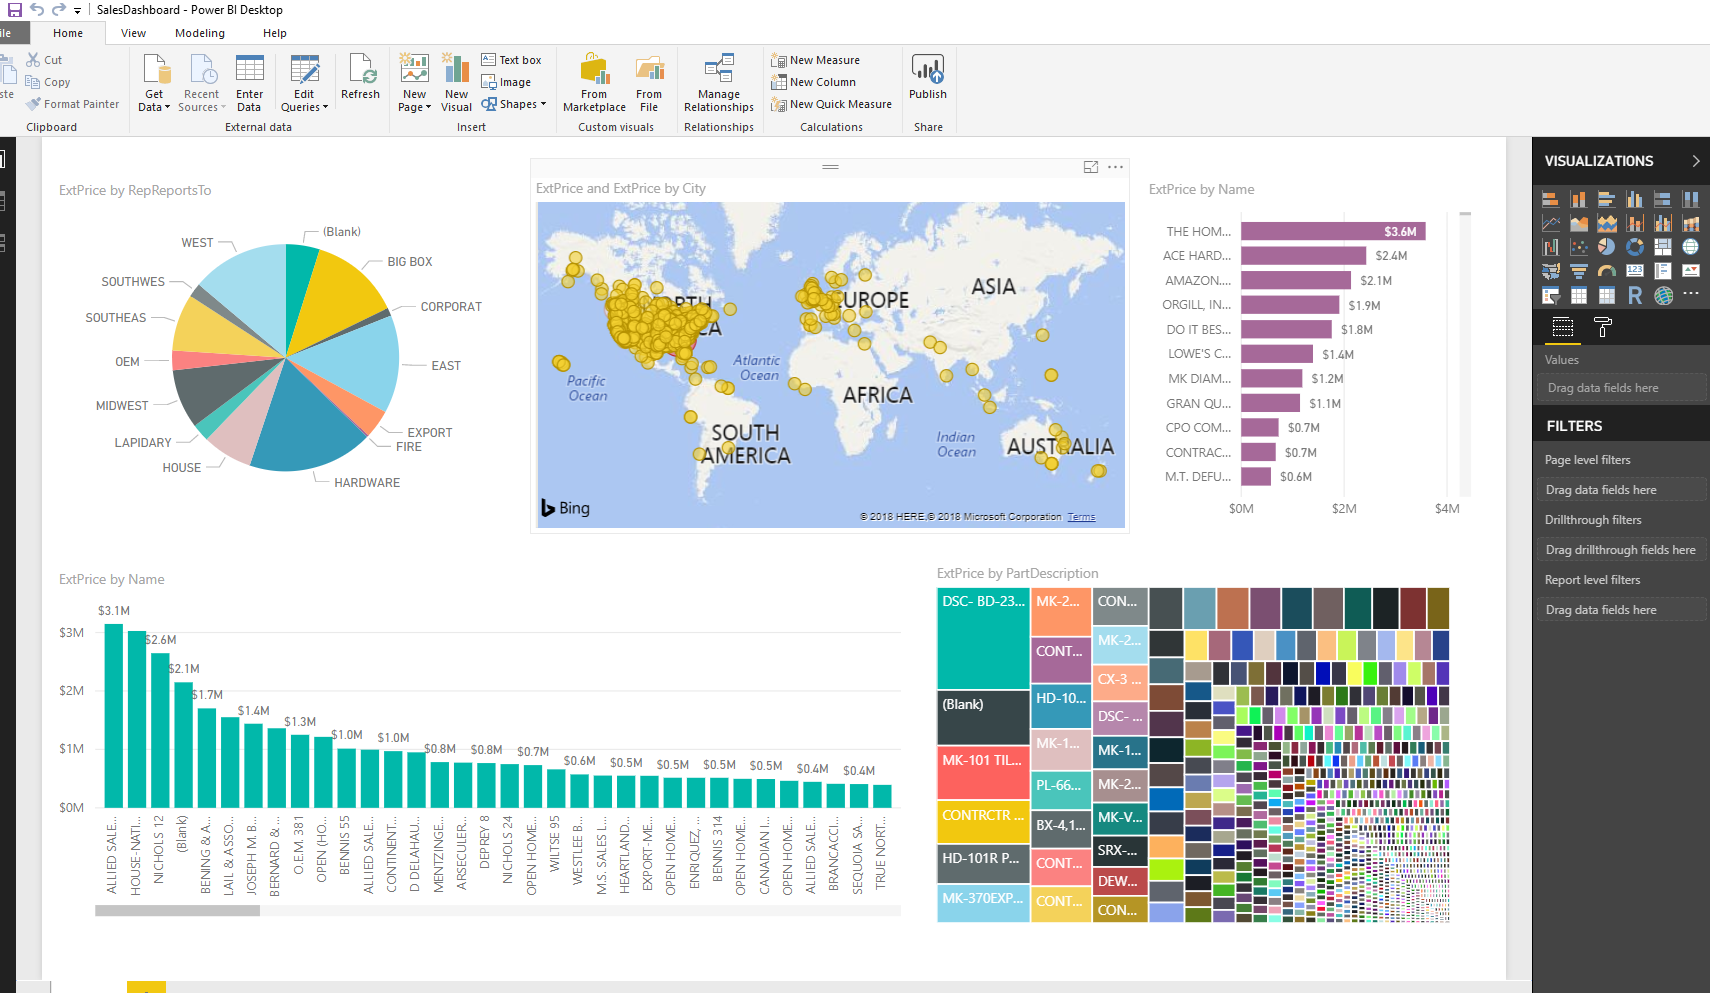 SalesDashboard - Power BI Desktop
Home View Modeling Help
Cut
Copy
Format Painter
Clipboard
Get Data
Recent Sources
Enter Data
Edit Queries
External data
Refresh
New Page
New Visual
Text box
Image
Shapes
Insert
From Marketplace
From File
Custom visuals
Manage Relationships
Relationships
New Measure
New Column
New Quick Measure
Calculations
Publish
Share
ExtPrice by RepReportsTo
(Blank)
BIG BOX
CORPORAT
EAST
EXPORT
FIRE
HARDWARE
HOUSE
LAPIDARY
MIDWEST
OEM
SOUTHEAS
SOUTHWES
WEST
ExtPrice and ExtPrice by City
ASIA
Atlantic Ocean
Pacific Ocean
AFRICA
SOUTH AMERICA
Indian Ocean
AUSTRALIA
Bing
© 2018 HERE,© 2018 Microsoft Corporation Terms
ExtPrice by Name
THE HOM... $3.6M
ACE HARD... $2.4M
AMAZON.... $2.1M
ORGILL, IN... $1.9M
DO IT BES... $1.8M
LOWE'S C... $1.4M
MK DIAM... $1.2M
GRAN QU... $1.1M
CPO COM... $0.7M
CONTRAC... $0.7M
M.T. DEFU... $0.6M
$0M $2M $4M
ExtPrice by Name
$3M
$2M
$1M
$0M
$3.1M
$2.6M
$2.1M
$1.7M
$1.4M
$1.3M
$1.0M
$1.0M
$0.8M
$0.8M
$0.7M
$0.6M
$0.5M
$0.5M
$0.5M
$0.5M
$0.4M
$0.4M
ALLIED SALE...
HOUSE-NATI...
NICHOLS 12
(Blank)
BENING & A...
LAIL & ASSO...
JOSEPH M. B...
BERNARD & ...
O.E.M. 381
OPEN (HO...
BENNIS 55
ALLIED SALE...
CONTINENT...
D DELAHAU...
MENTZINGE...
ARSECULER...
DEPREY 8
NICHOLS 24
OPEN HOME...
WILTSE 95
WESTLEE B...
M.S. SALES I...
HEARTLAND...
EXPORT-ME...
OPEN HOME...
ENRIQUEZ, ...
BENNIS 314
OPEN HOME...
CANADIAN I...
OPEN HOME...
ALLIED SALE...
BRANCACCI...
SEQUOIA SA...
TRUE NORT...
ExtPrice by PartDescription
DSC- BD-23...
(Blank)
MK-101 TIL...
CONTRCTR ...
HD-101R P...
MK-370EXP...
MK-2...
CONT...
HD-10...
MK-1...
PL-66...
BX-4,1...
CONT...
CONT...
CON...
MK-2...
CX-3 ...
DSC- ...
MK-1...
MK-2...
MK-V...
SRX-...
DEW...
CON...
VISUALIZATIONS
Values
Drag data fields here
FILTERS
Page level filters
Drag data fields here
Drillthrough filters
Drag drillthrough fields here
Report level filters
Drag data fields here